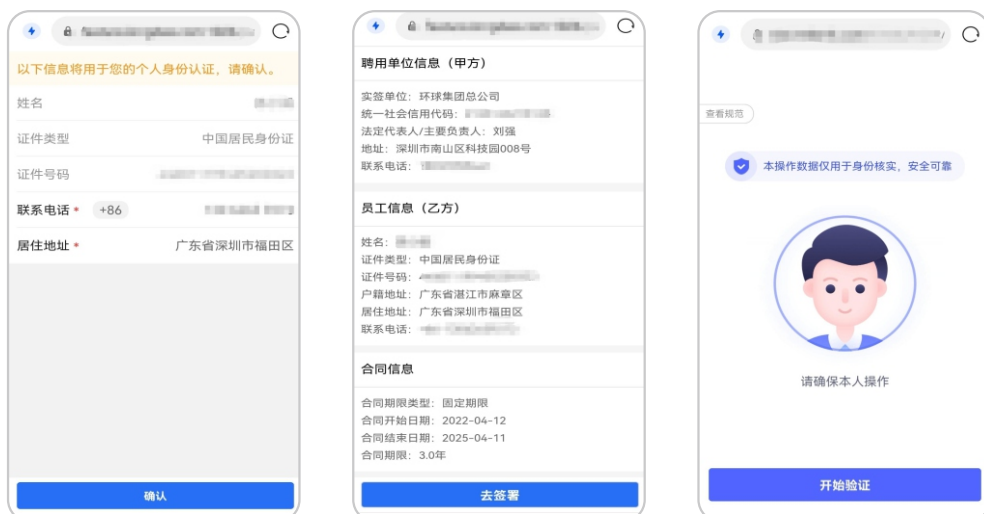 以下信息将用于您的个人身份认证，请确认。
姓名
证件类型 中国居民身份证
证件号码
联系电话 * +86
居住地址 * 广东省深圳市福田区
确认
聘用单位信息（甲方）
实签单位：环球集团总公司
统一社会信用代码：
法定代表人/主要负责人：刘强
地址：深圳市南山区科技园008号
联系电话：
员工信息（乙方）
姓名：
证件类型：中国居民身份证
证件号码：
户籍地址：广东省湛江市麻章区
居住地址：广东省深圳市福田区
联系电话：
合同信息
合同期限类型：固定期限
合同开始日期：2022-04-12
合同结束日期：2025-04-11
合同期限：3.0年
去签署
查看规范
本操作数据仅用于身份核实，安全可靠
请确保本人操作
开始验证